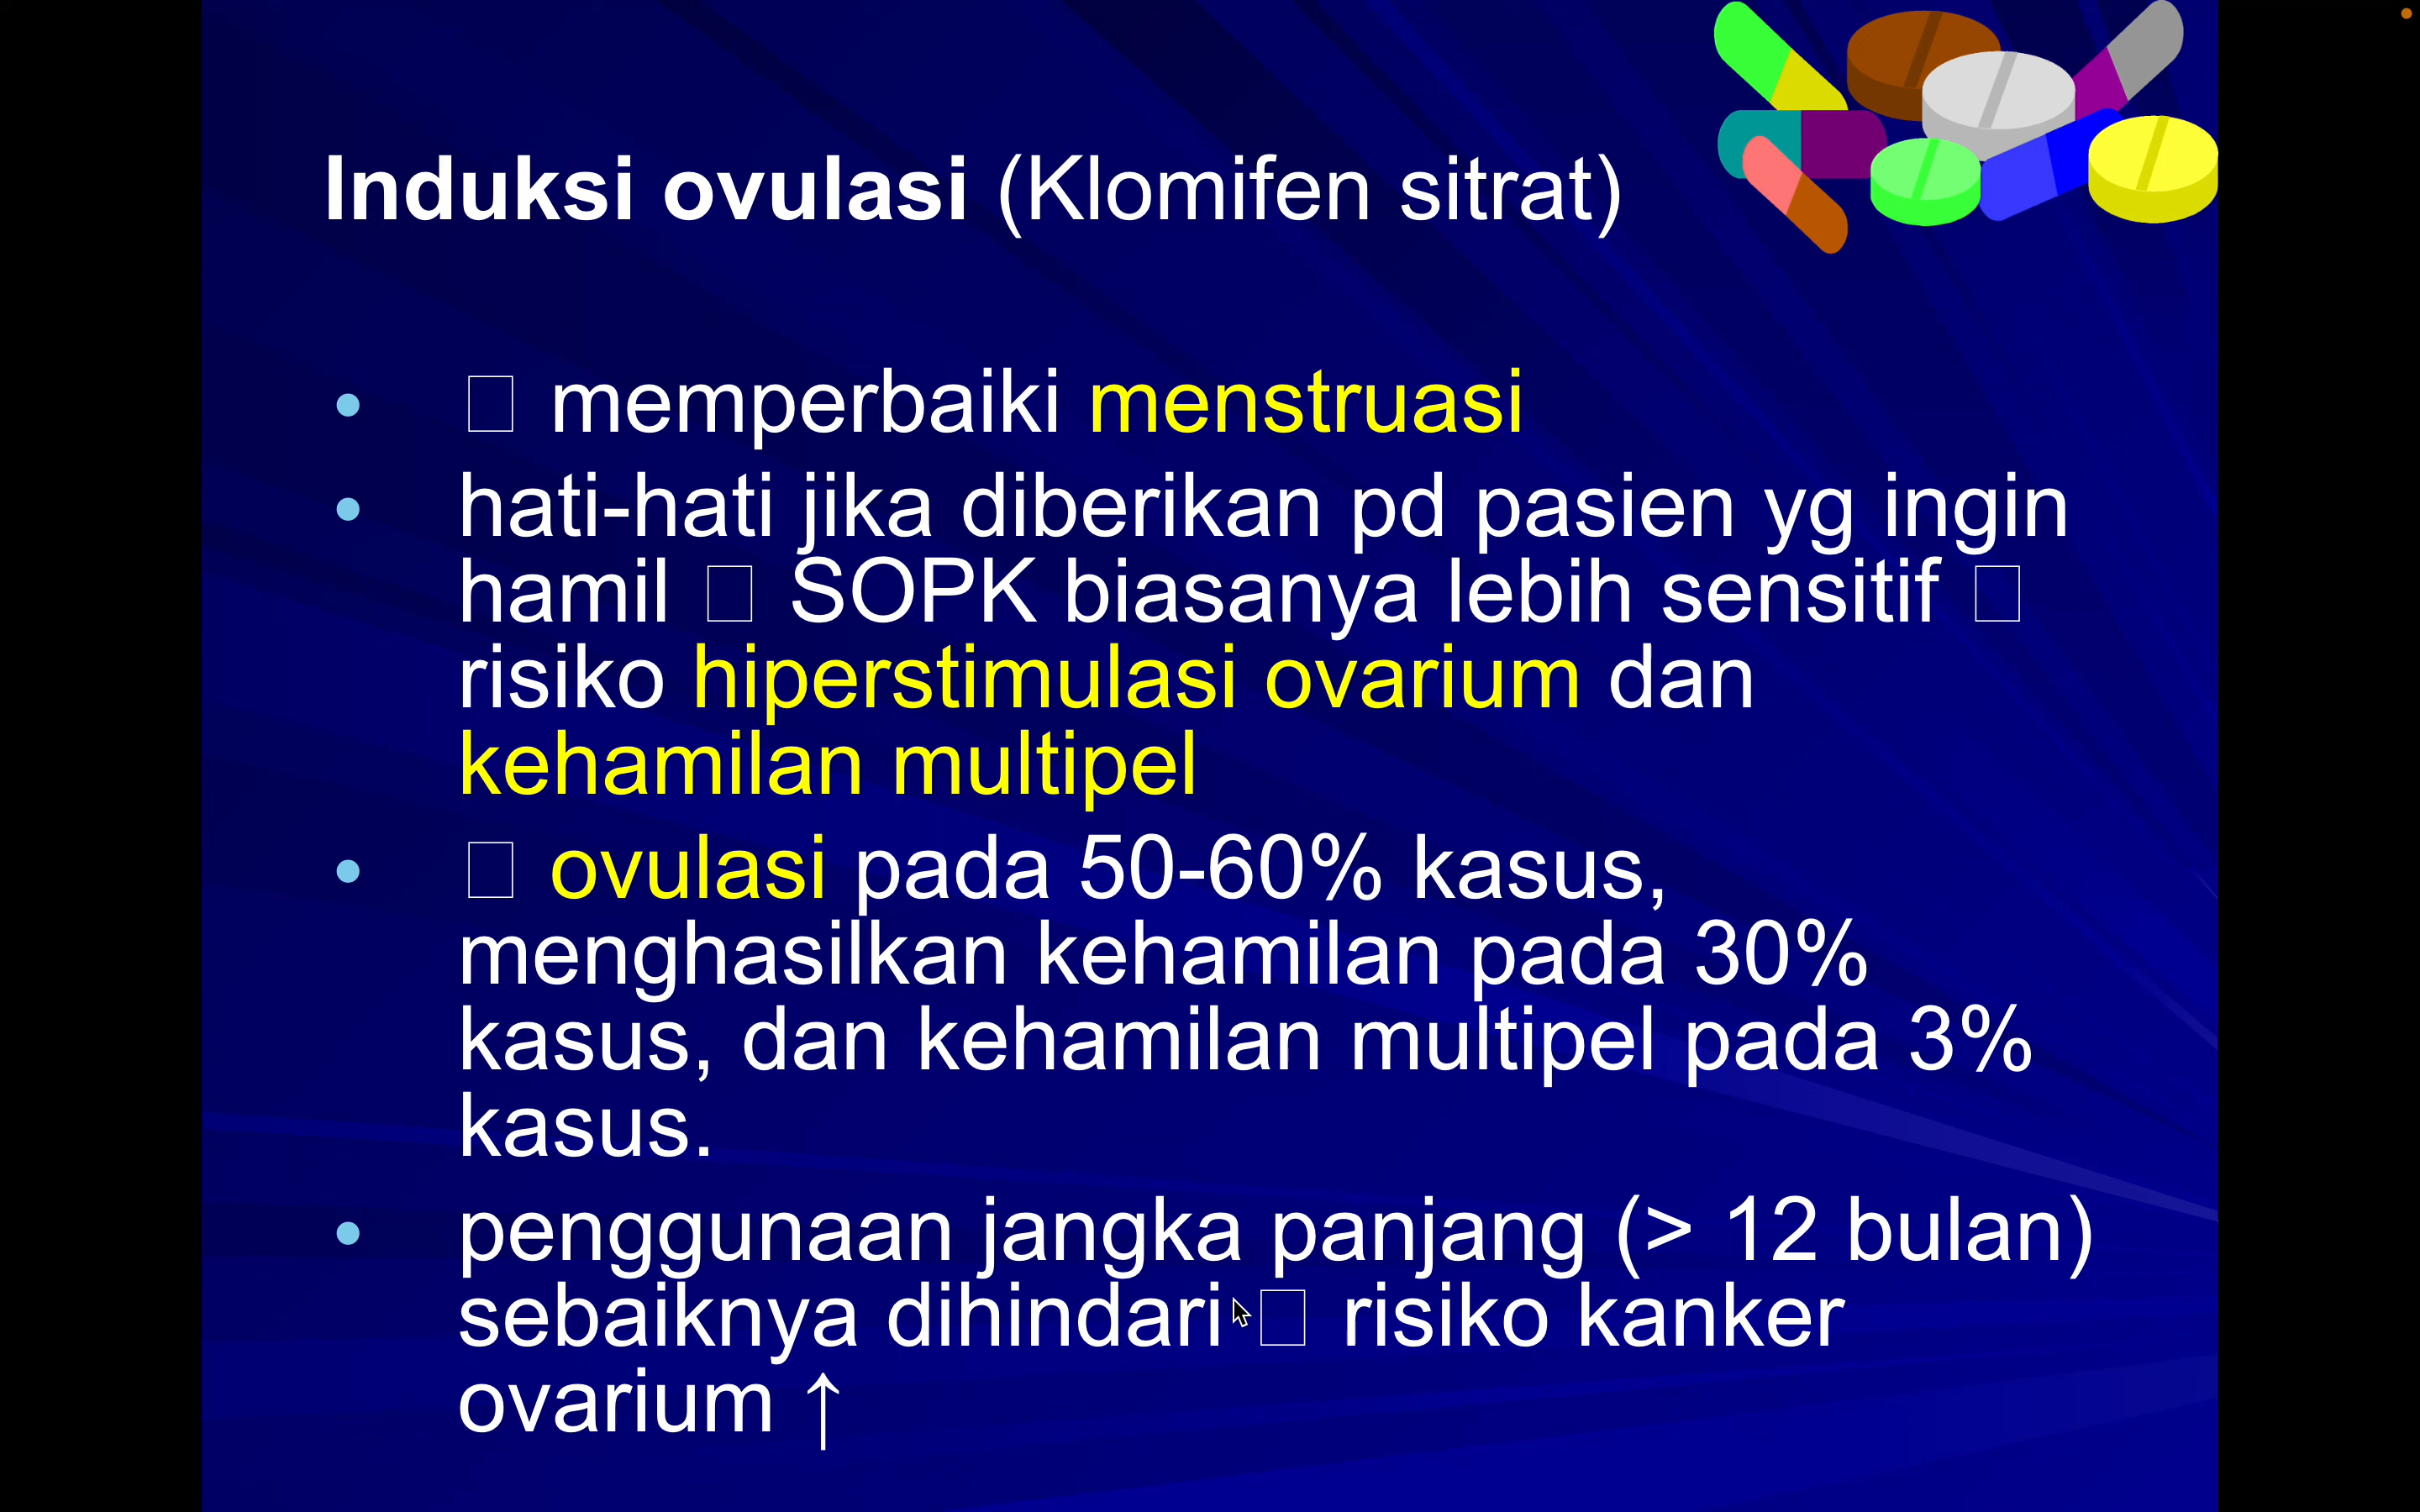 Induksi ovulasi (Klomifen sitrat)
• □ memperbaiki menstruasi
• hati-hati jika diberikan pd pasien yg ingin
hamil □ SOPK biasanya lebih sensitif □
risiko hiperstimulasi ovarium dan
kehamilan multipel
• □ ovulasi pada 50-60% kasus,
menghasilkan kehamilan pada 30%
kasus, dan kehamilan multipel pada 3%
kasus.
• penggunaan jangka panjang (> 12 bulan)
sebaiknya dihindari □ risiko kanker
ovarium ↑